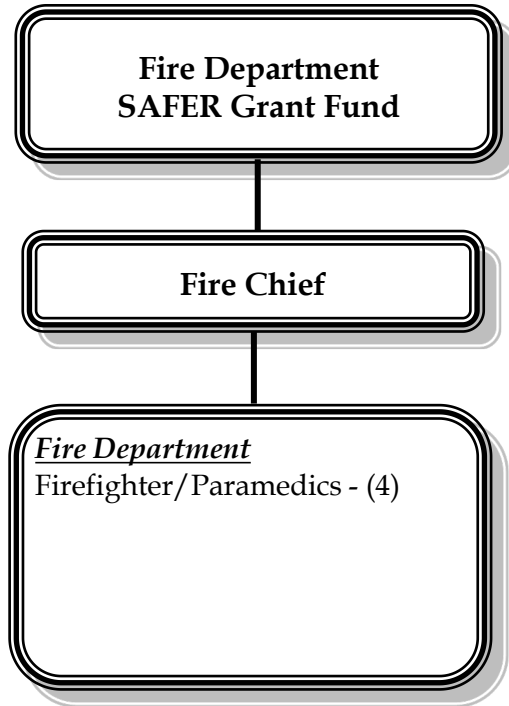 Fire Department
SAFER Grant Fund
Fire Chief
Fire Department
Firefighter/Paramedics - (4)